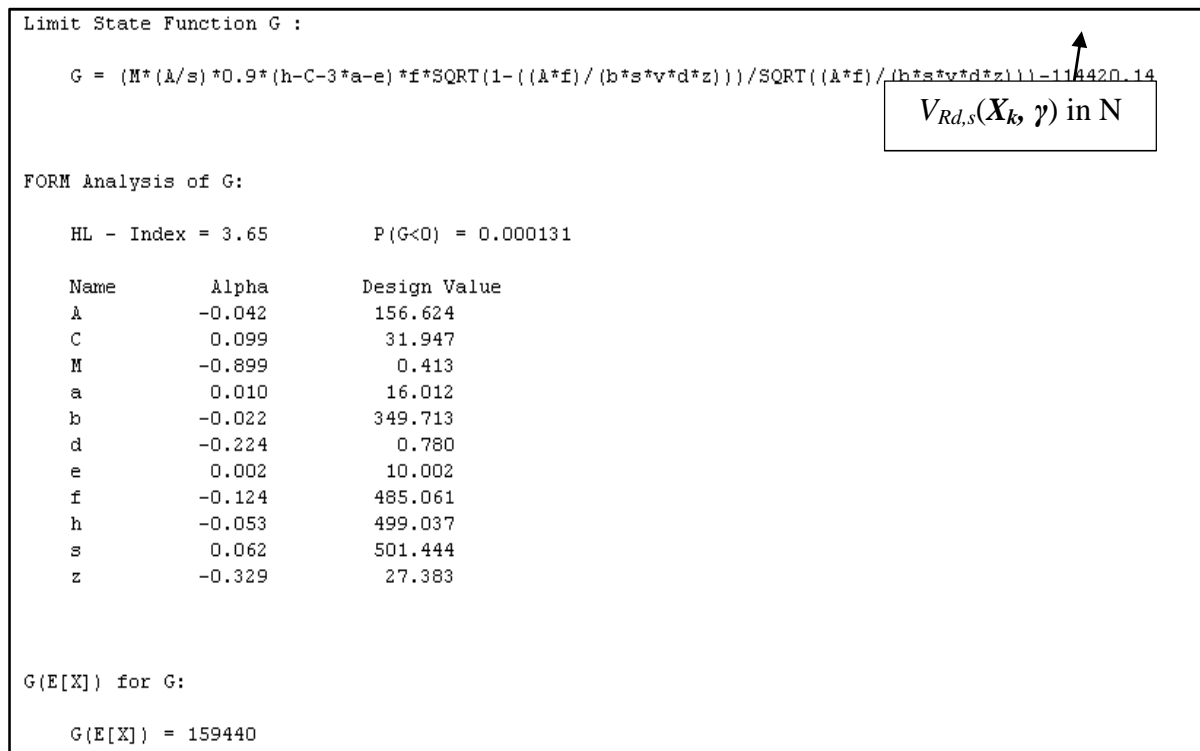 Limit State Function G :
G = (M*(A/s)*0.9*(h-C-3*a-e)*f*SQRT(1-((A*f)/(b*s*v*d*z)))/SQRT((A*f)/(b*s*v*d*z)))-114420.14
V_{Rd,s}(X_k, γ) in N
FORM Analysis of G:
HL - Index = 3.65 P(G<0) = 0.000131
Name Alpha Design Value
A -0.042 156.624
C 0.099 31.947
M -0.899 0.413
a 0.010 16.012
b -0.022 349.713
d -0.224 0.780
e 0.002 10.002
f -0.124 485.061
h -0.053 499.037
s 0.062 501.444
z -0.329 27.383
G(E[X]) for G:
G(E[X]) = 159440